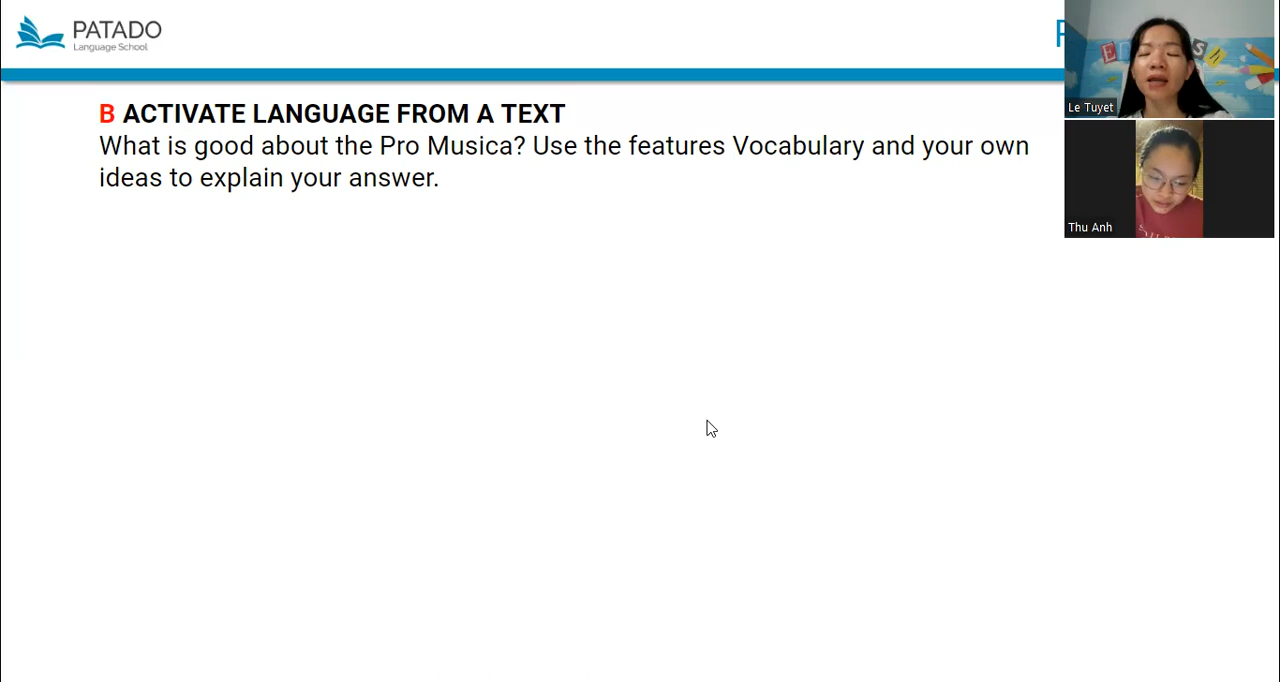 PATADO
Language School
P
Le Tuyet
Thu Anh
B ACTIVATE LANGUAGE FROM A TEXT
What is good about the Pro Musica? Use the features Vocabulary and your own
ideas to explain your answer.